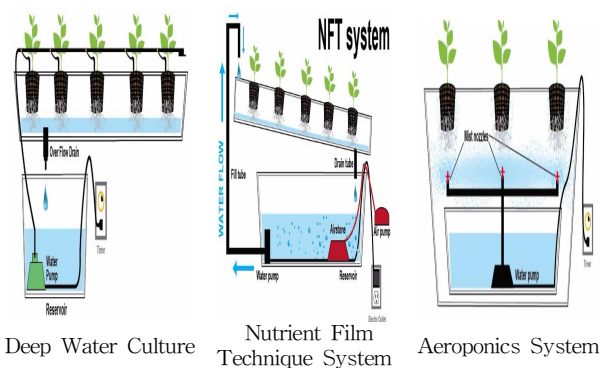 Over Flow Drain
Timer
Water
Pump
Reservoir
Deep Water Culture
NFT system
WATER FLOW
Fill tube
Drain tube
Airstone
Air pump
Water pump
Reservoir
Electric Outlet
Nutrient Film
Technique System
Mist nozzles
Water pump
Timer
Aeroponics System